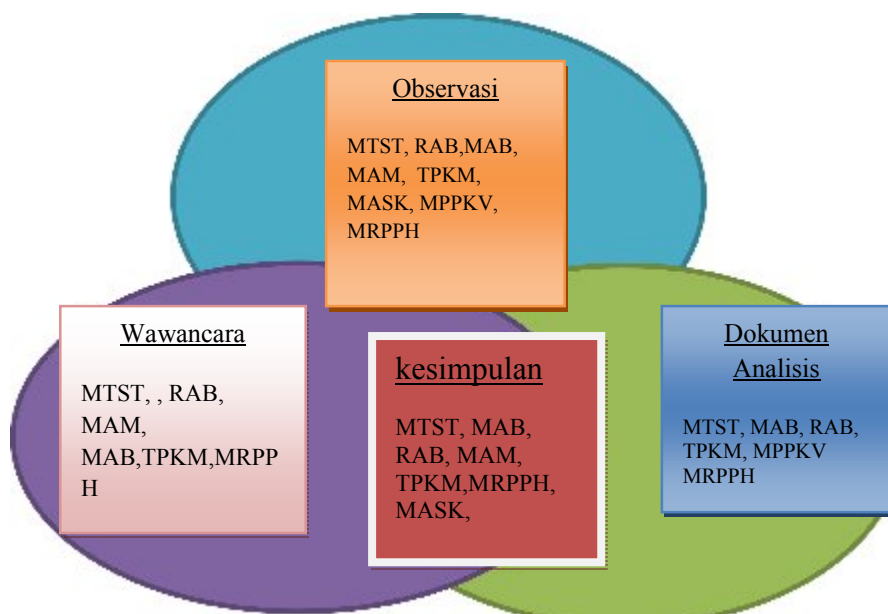 Observasi
MTST, RAB,MAB,
MAM, TPKM,
MASK, MPPKV,
MRPPH
Wawancara
MTST, , RAB,
MAM,
MAB,TPKM,MRPP
H
kesimpulan
MTST, MAB,
RAB, MAM,
TPKM,MRPPH,
MASK,
Dokumen
Analisis
MTST, MAB, RAB,
TPKM, MPPKV
MRPPH